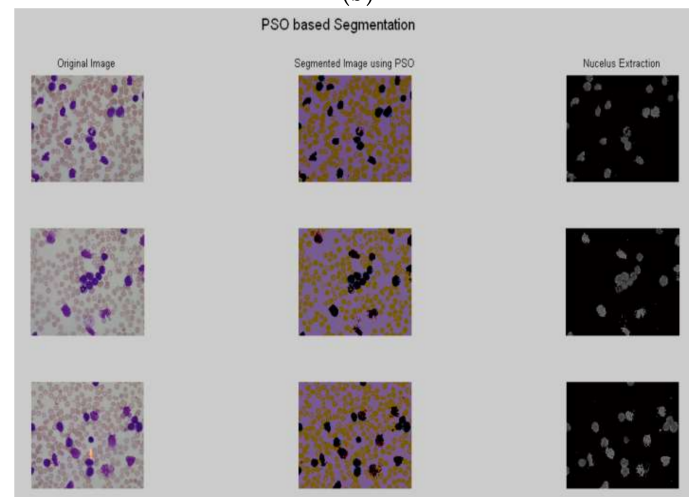 PSO based Segmentation
Original Image
Segmented Image using PSO
Nucelus Extraction